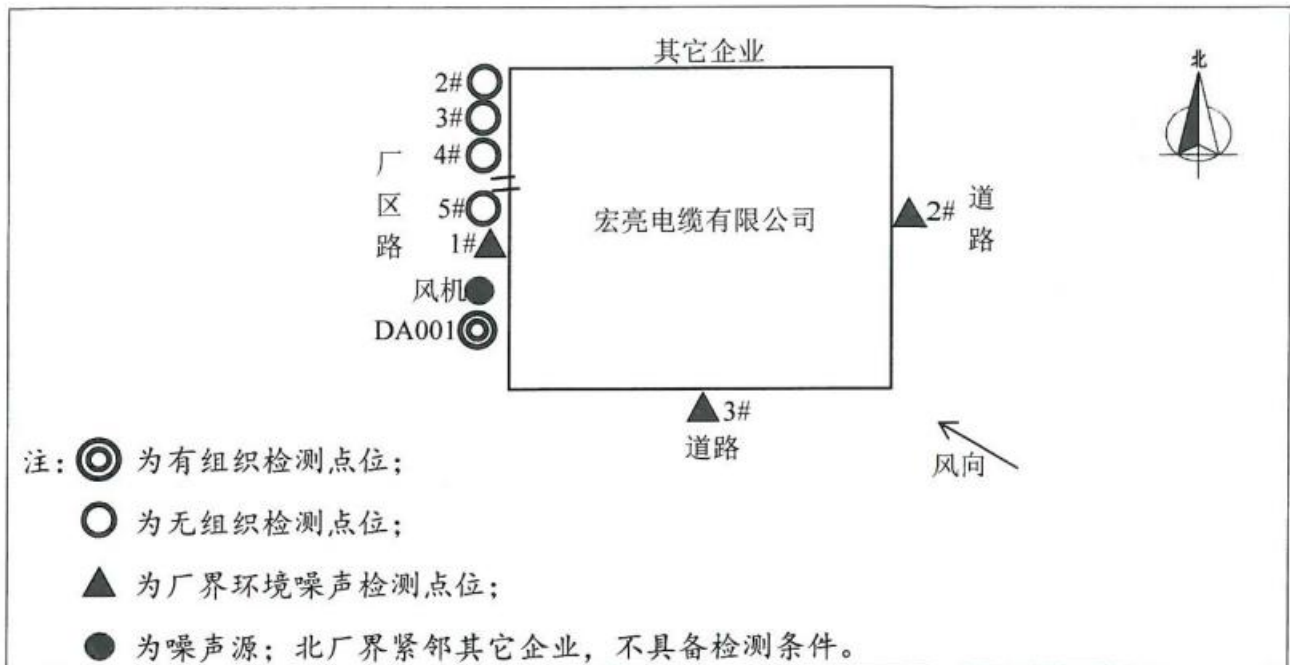 其它企业
北
2#
3#
4#
厂区路
5#
1#
风机
DA001
宏亮电缆有限公司
2#
道路
3#
道路
风向
注：为有组织检测点位；
为无组织检测点位；
为厂界环境噪声检测点位；
为噪声源；北厂界紧邻其它企业，不具备检测条件。